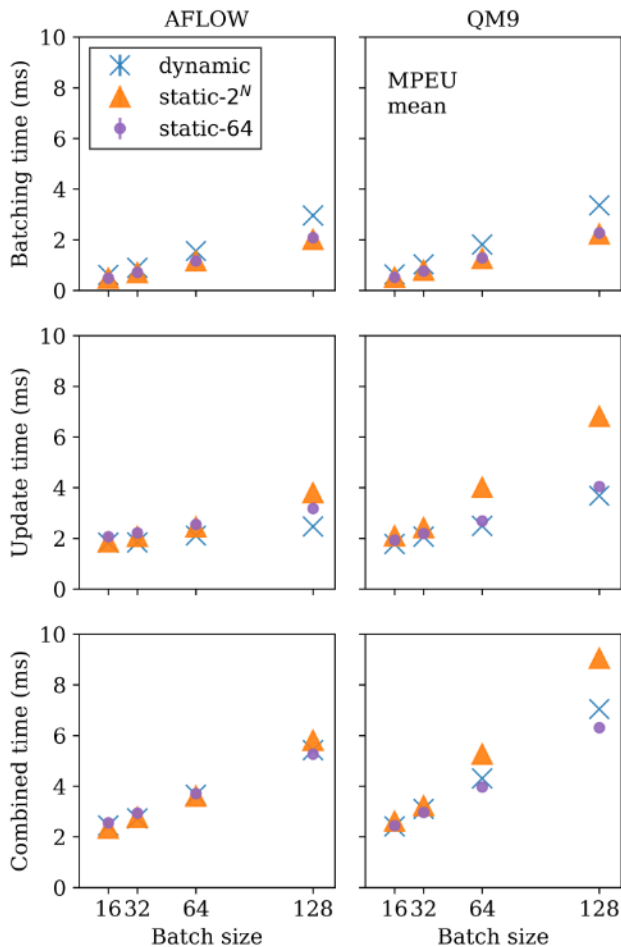 AFLOW
QM9
Batching time (ms)
10
8
6
4
2
0
dynamic
static-2^N
static-64
MPEU
mean
Update time (ms)
10
8
6
4
2
0
Combined time (ms)
10
8
6
4
2
0
16 32 64 128
Batch size
16 32 64 128
Batch size